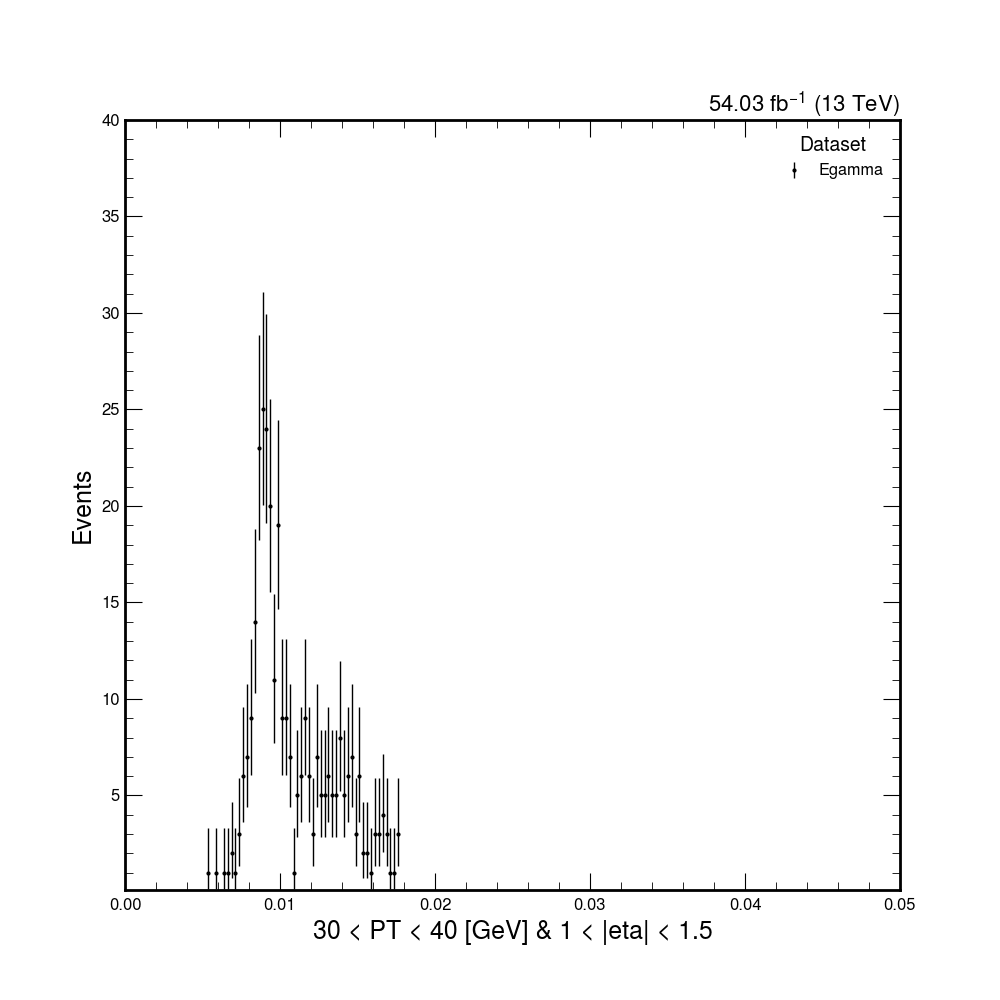 54.03 fb⁻¹ (13 TeV)
Dataset
Egamma
40
35
30
25
20
15
10
5
Events
0.00 0.01 0.02 0.03 0.04 0.05
30 < PT < 40 [GeV] & 1 < |eta| < 1.5